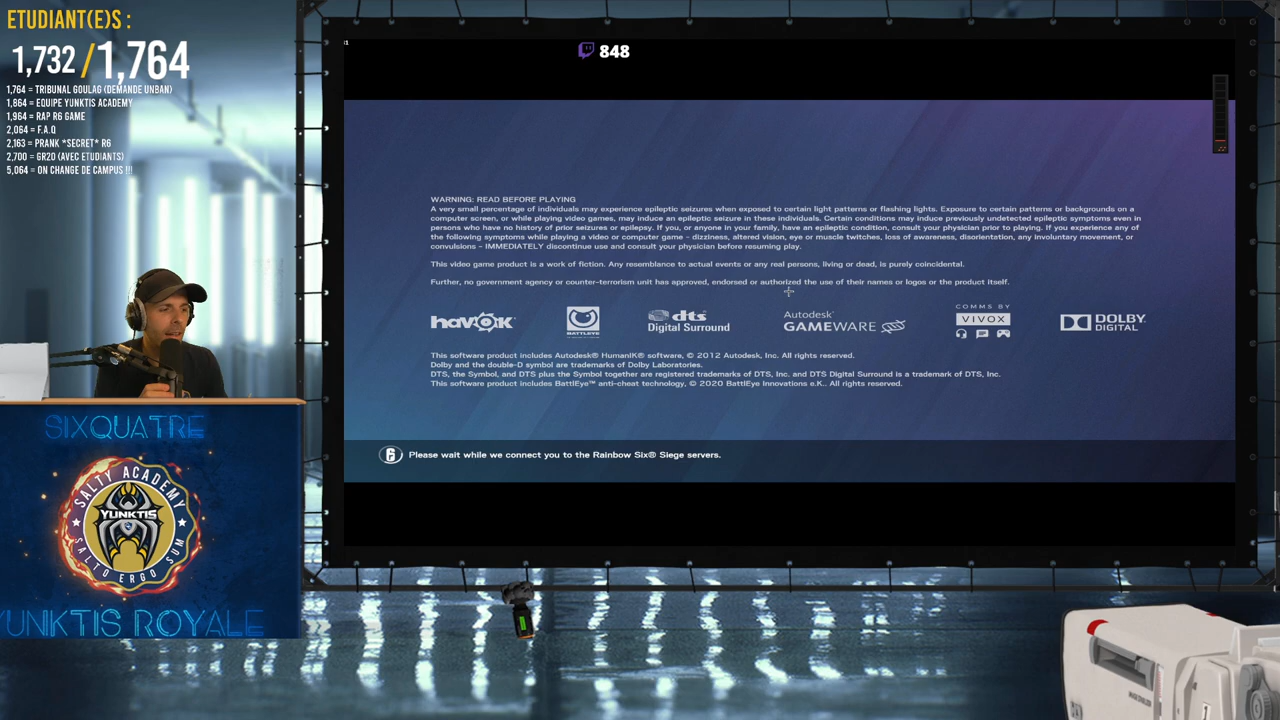 ETUDIANT(E)S :
1,732 / 1,764
1,764 = TRIBUNAL GOULAG (DEMANDE UNBAN)
1,864 = EQUIPE YUNKTIS ACADEMY
1,964 = RAP R6 GAME
2,064 = F.A.Q
2,163 = PRANK *SECRET* R6
2,700 = GR20 (AVEC ETUDIANTS)
5,064 = ON CHANGE DE CAMPUS !!!
848
WARNING: READ BEFORE PLAYING
A very small percentage of individuals may experience epileptic seizures when exposed to certain light patterns or flashing lights. Exposure to certain patterns or backgrounds on a
computer screen, or while playing video games, may induce an epileptic seizure in these individuals. Certain conditions may induce previously undetected epileptic symptoms even in
persons who have no history of prior seizures or epilepsy. If you, or anyone in your family, have an epileptic condition, consult your physician prior to playing. If you experience any of
the following symptoms while playing a video or computer game – dizziness, altered vision, eye or muscle twitches, loss of awareness, disorientation, any involuntary movement, or
convulsions – IMMEDIATELY discontinue use and consult your physician before resuming play.
This video game product is a work of fiction. Any resemblance to actual events or any real persons, living or dead, is purely coincidental.
Further, no government agency or counter-terrorism unit has approved, endorsed or authorized the use of their names or logos or the product itself.
havok
BATTLEYE
dts
Digital Surround
Autodesk
GAMEWARE
COMMS BY
VIVOX
DOLBY
DIGITAL
This software product includes Autodesk® HumanIK® software, © 2012 Autodesk, Inc. All rights reserved.
Dolby and the double-D symbol are trademarks of Dolby Laboratories.
DTS, the Symbol, and DTS plus the Symbol together are registered trademarks of DTS, Inc. and DTS Digital Surround is a trademark of DTS, Inc.
This software product includes BattlEye™ anti-cheat technology, © 2020 BattlEye Innovations e.K.. All rights reserved.
6 Please wait while we connect you to the Rainbow Six® Siege servers.
SIXQUATRE
SALTY ACADEMY
YUNKTIS
SALTO ERGO SUM
YUNKTIS ROYALE